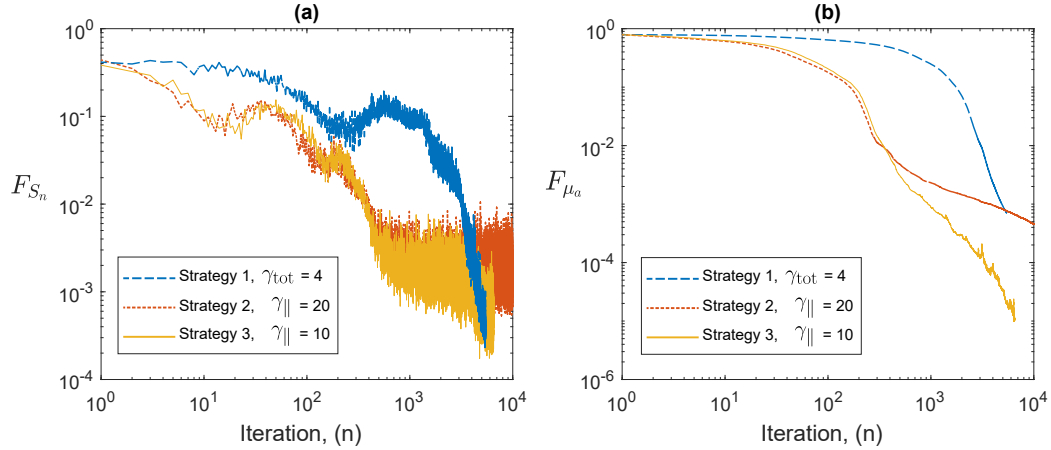 (a)
10^0
10^-1
10^-2
10^-3
10^-4
F_{S_n}
Strategy 1, γ_tot = 4
Strategy 2, γ_∥ = 20
Strategy 3, γ_∥ = 10
10^0 10^1 10^2 10^3 10^4
Iteration, (n)
(b)
10^0
10^-2
10^-4
10^-6
F_{μ_a}
Strategy 1, γ_tot = 4
Strategy 2, γ_∥ = 20
Strategy 3, γ_∥ = 10
10^0 10^1 10^2 10^3 10^4
Iteration, (n)